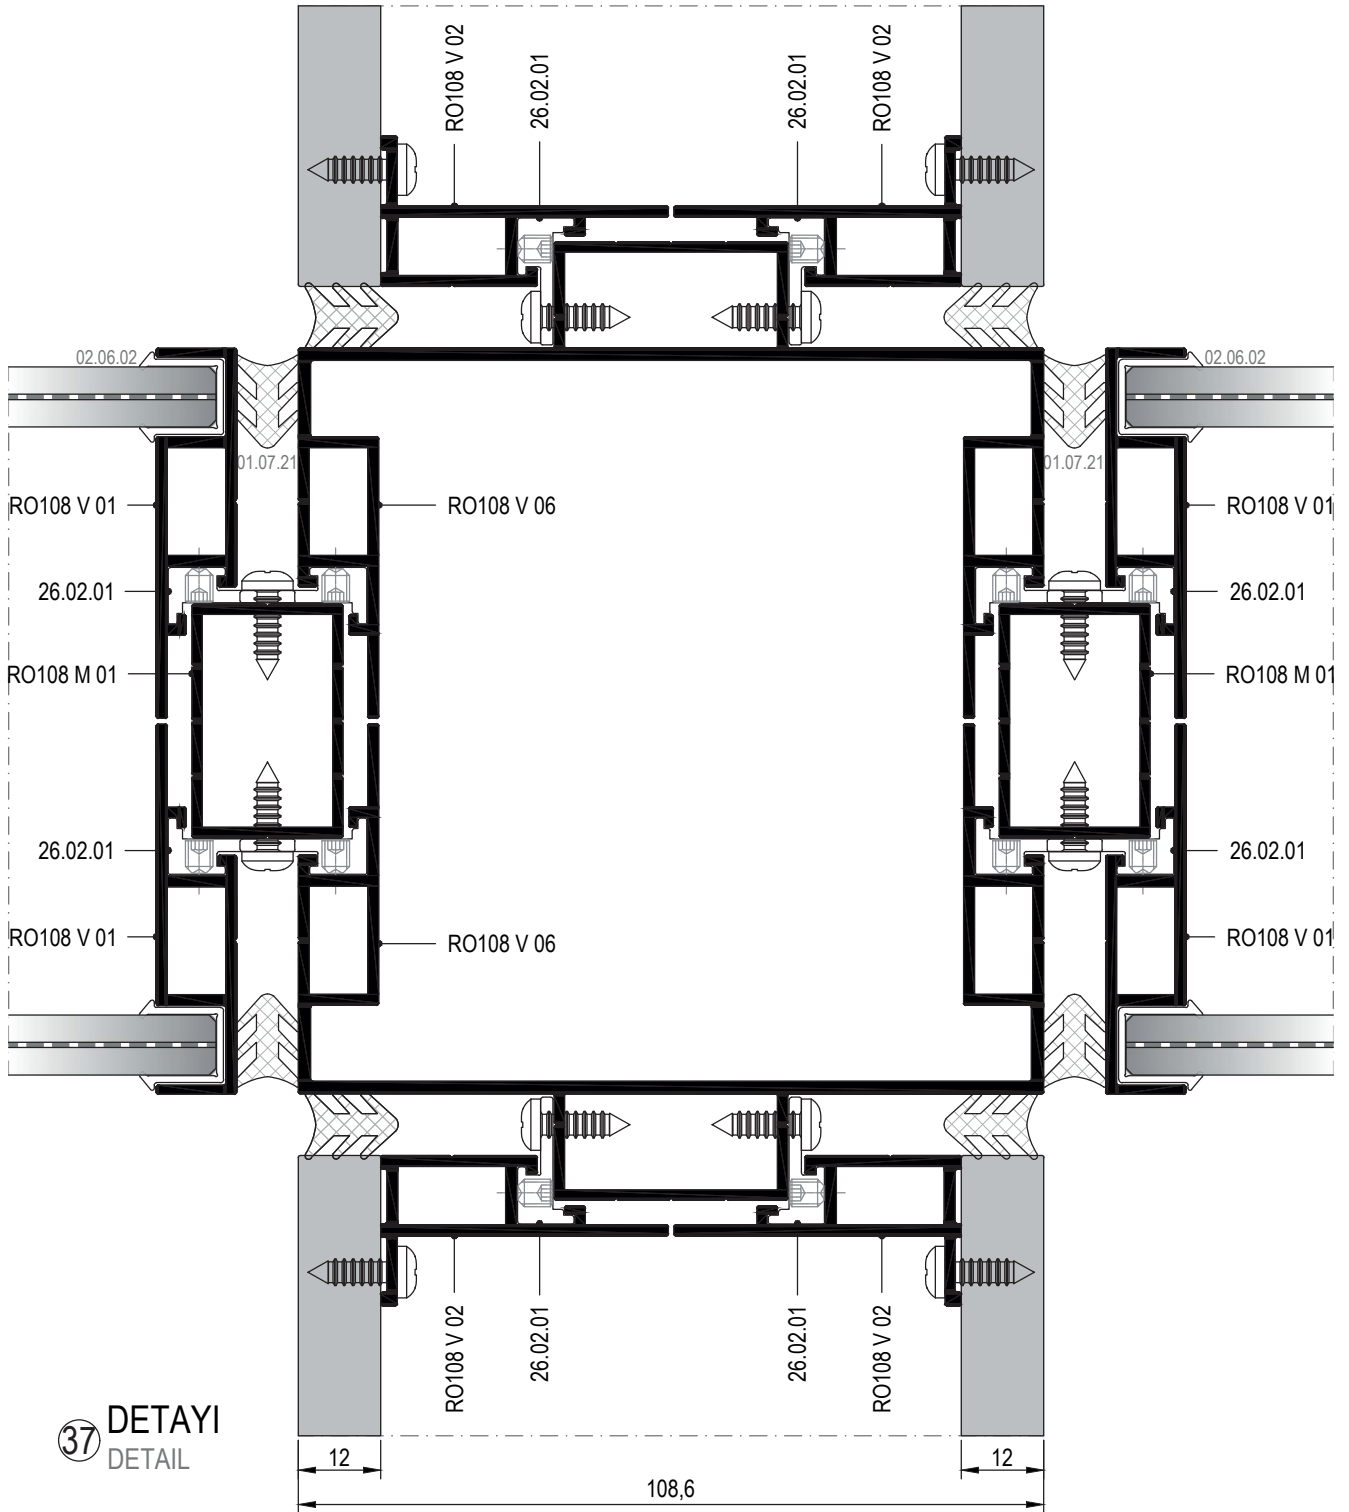 RO108 V 02
26.02.01
26.02.01
RO108 V 02
02.06.02
02.06.02
01.07.21
01.07.21
RO108 V 01
RO108 V 06
RO108 V 01
26.02.01
26.02.01
RO108 M 01
RO108 M 01
26.02.01
26.02.01
RO108 V 01
RO108 V 06
RO108 V 01
RO108 V 02
26.02.01
26.02.01
RO108 V 02
37 DETAYI
DETAIL
12
12
108,6